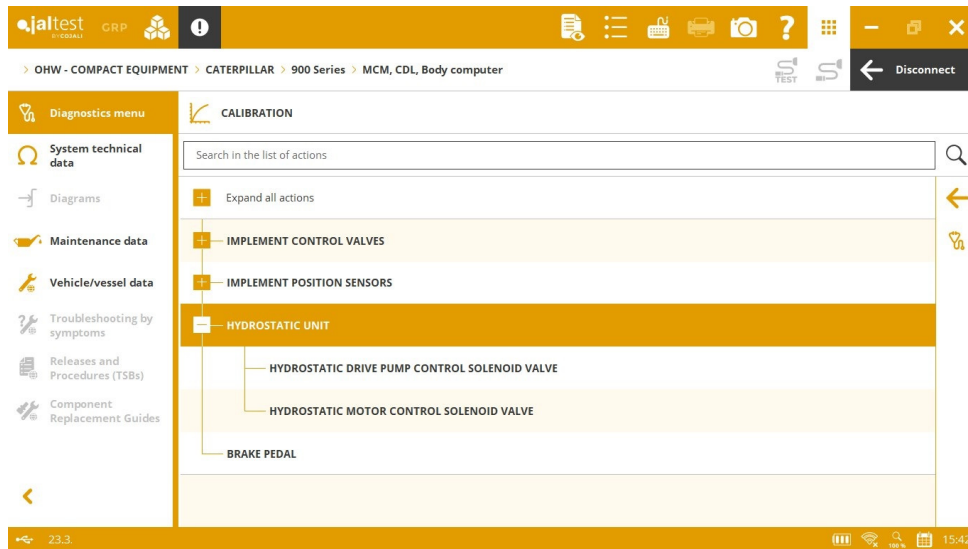 jaltest GRP
BY COJALI
> OHW - COMPACT EQUIPMENT > CATERPILLAR > 900 Series > MCM, CDL, Body computer
TEST
Disconnect
Diagnostics menu
CALIBRATION
System technical
data
Search in the list of actions
Diagrams
Expand all actions
Maintenance data
IMPLEMENT CONTROL VALVES
Vehicle/vessel data
IMPLEMENT POSITION SENSORS
Troubleshooting by
symptoms
HYDROSTATIC UNIT
Releases and
Procedures (TSBs)
HYDROSTATIC DRIVE PUMP CONTROL SOLENOID VALVE
Component
Replacement Guides
HYDROSTATIC MOTOR CONTROL SOLENOID VALVE
BRAKE PEDAL
23.3.
100 %
15:42